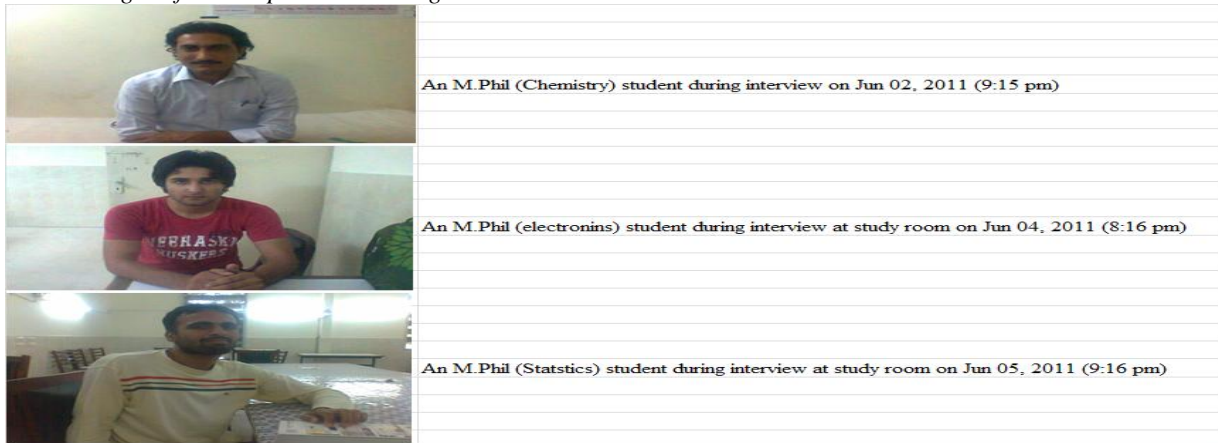 An M.Phil (Chemistry) student during interview on Jun 02, 2011 (9:15 pm)
NEBRASKA
HUSKERS
An M.Phil (electronins) student during interview at study room on Jun 04, 2011 (8:16 pm)
An M.Phil (Statstics) student during interview at study room on Jun 05, 2011 (9:16 pm)